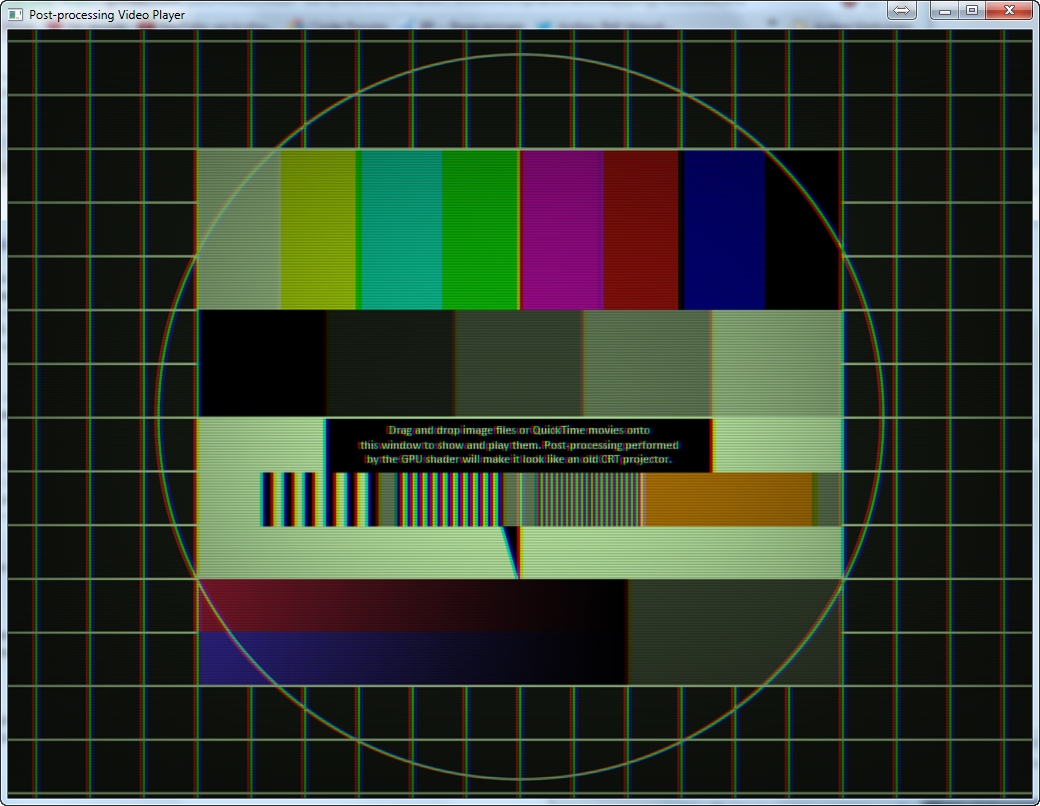 Post-processing Video Player
Drag and drop image files or QuickTime movies onto
this window to show and play them. Post-processing performed
by the GPU shader will make it look like an old CRT projector.